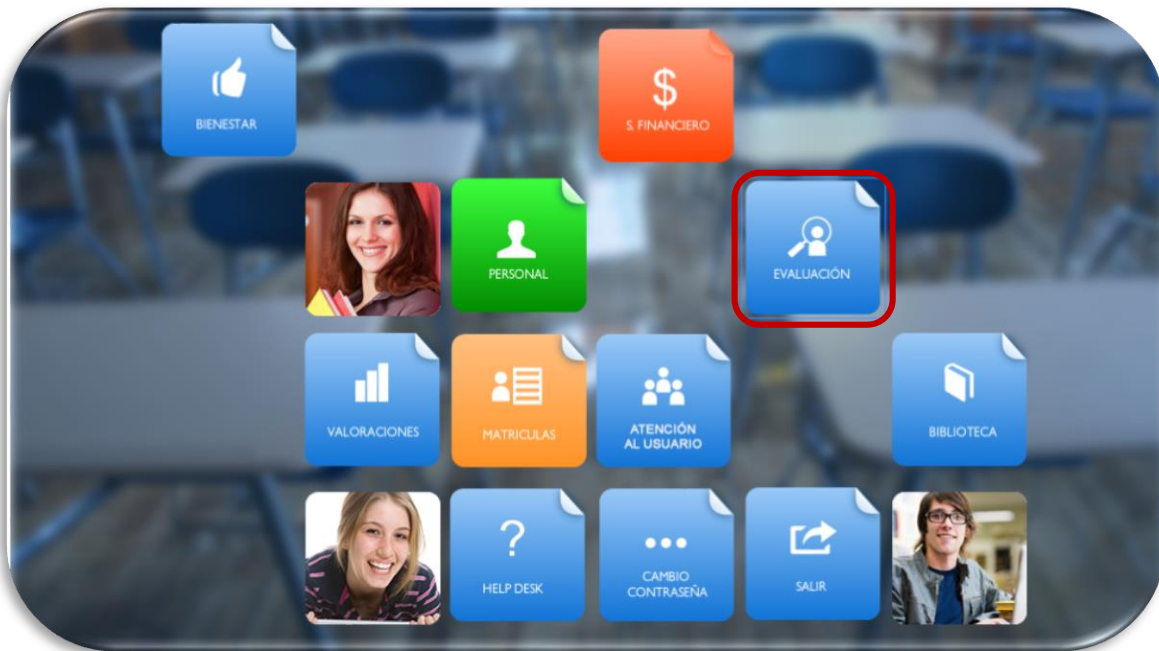 BIENESTAR
$
S. FINANCIERO
PERSONAL
EVALUACIÓN
VALORACIONES
MATRICULAS
ATENCIÓN
AL USUARIO
BIBLIOTECA
?
HELP DESK
CAMBIO
CONTRASEÑA
SALIR